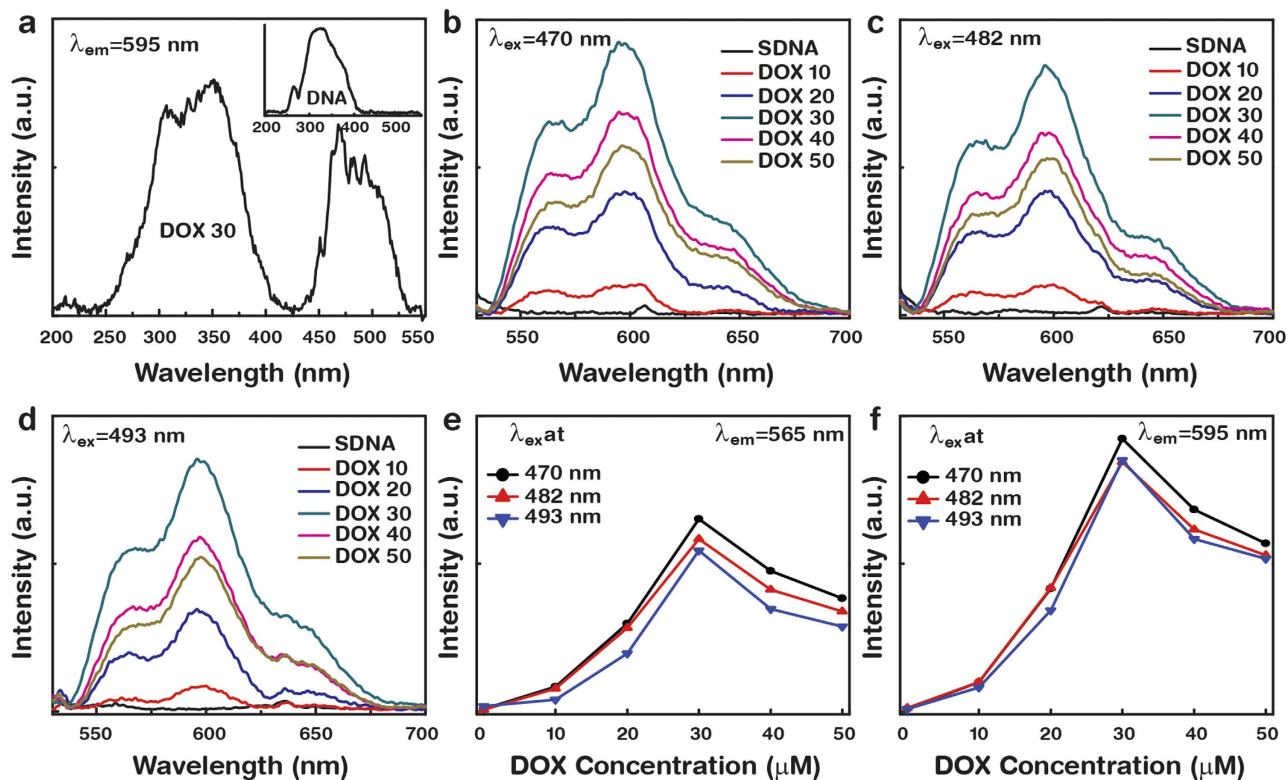 a
λem=595 nm
DNA
200 300 400 500
DOX 30
Intensity (a.u.)
200 250 300 350 400 450 500 550
Wavelength (nm)
b
λex=470 nm
SDNA
DOX 10
DOX 20
DOX 30
DOX 40
DOX 50
Intensity (a.u.)
550 600 650 700
Wavelength (nm)
c
λex=482 nm
SDNA
DOX 10
DOX 20
DOX 30
DOX 40
DOX 50
Intensity (a.u.)
550 600 650 700
Wavelength (nm)
d
λex=493 nm
SDNA
DOX 10
DOX 20
DOX 30
DOX 40
DOX 50
Intensity (a.u.)
550 600 650 700
Wavelength (nm)
e
λex at λem=565 nm
470 nm
482 nm
493 nm
Intensity (a.u.)
0 10 20 30 40 50
DOX Concentration (μM)
f
λex at λem=595 nm
470 nm
482 nm
493 nm
Intensity (a.u.)
0 10 20 30 40 50
DOX Concentration (μM)